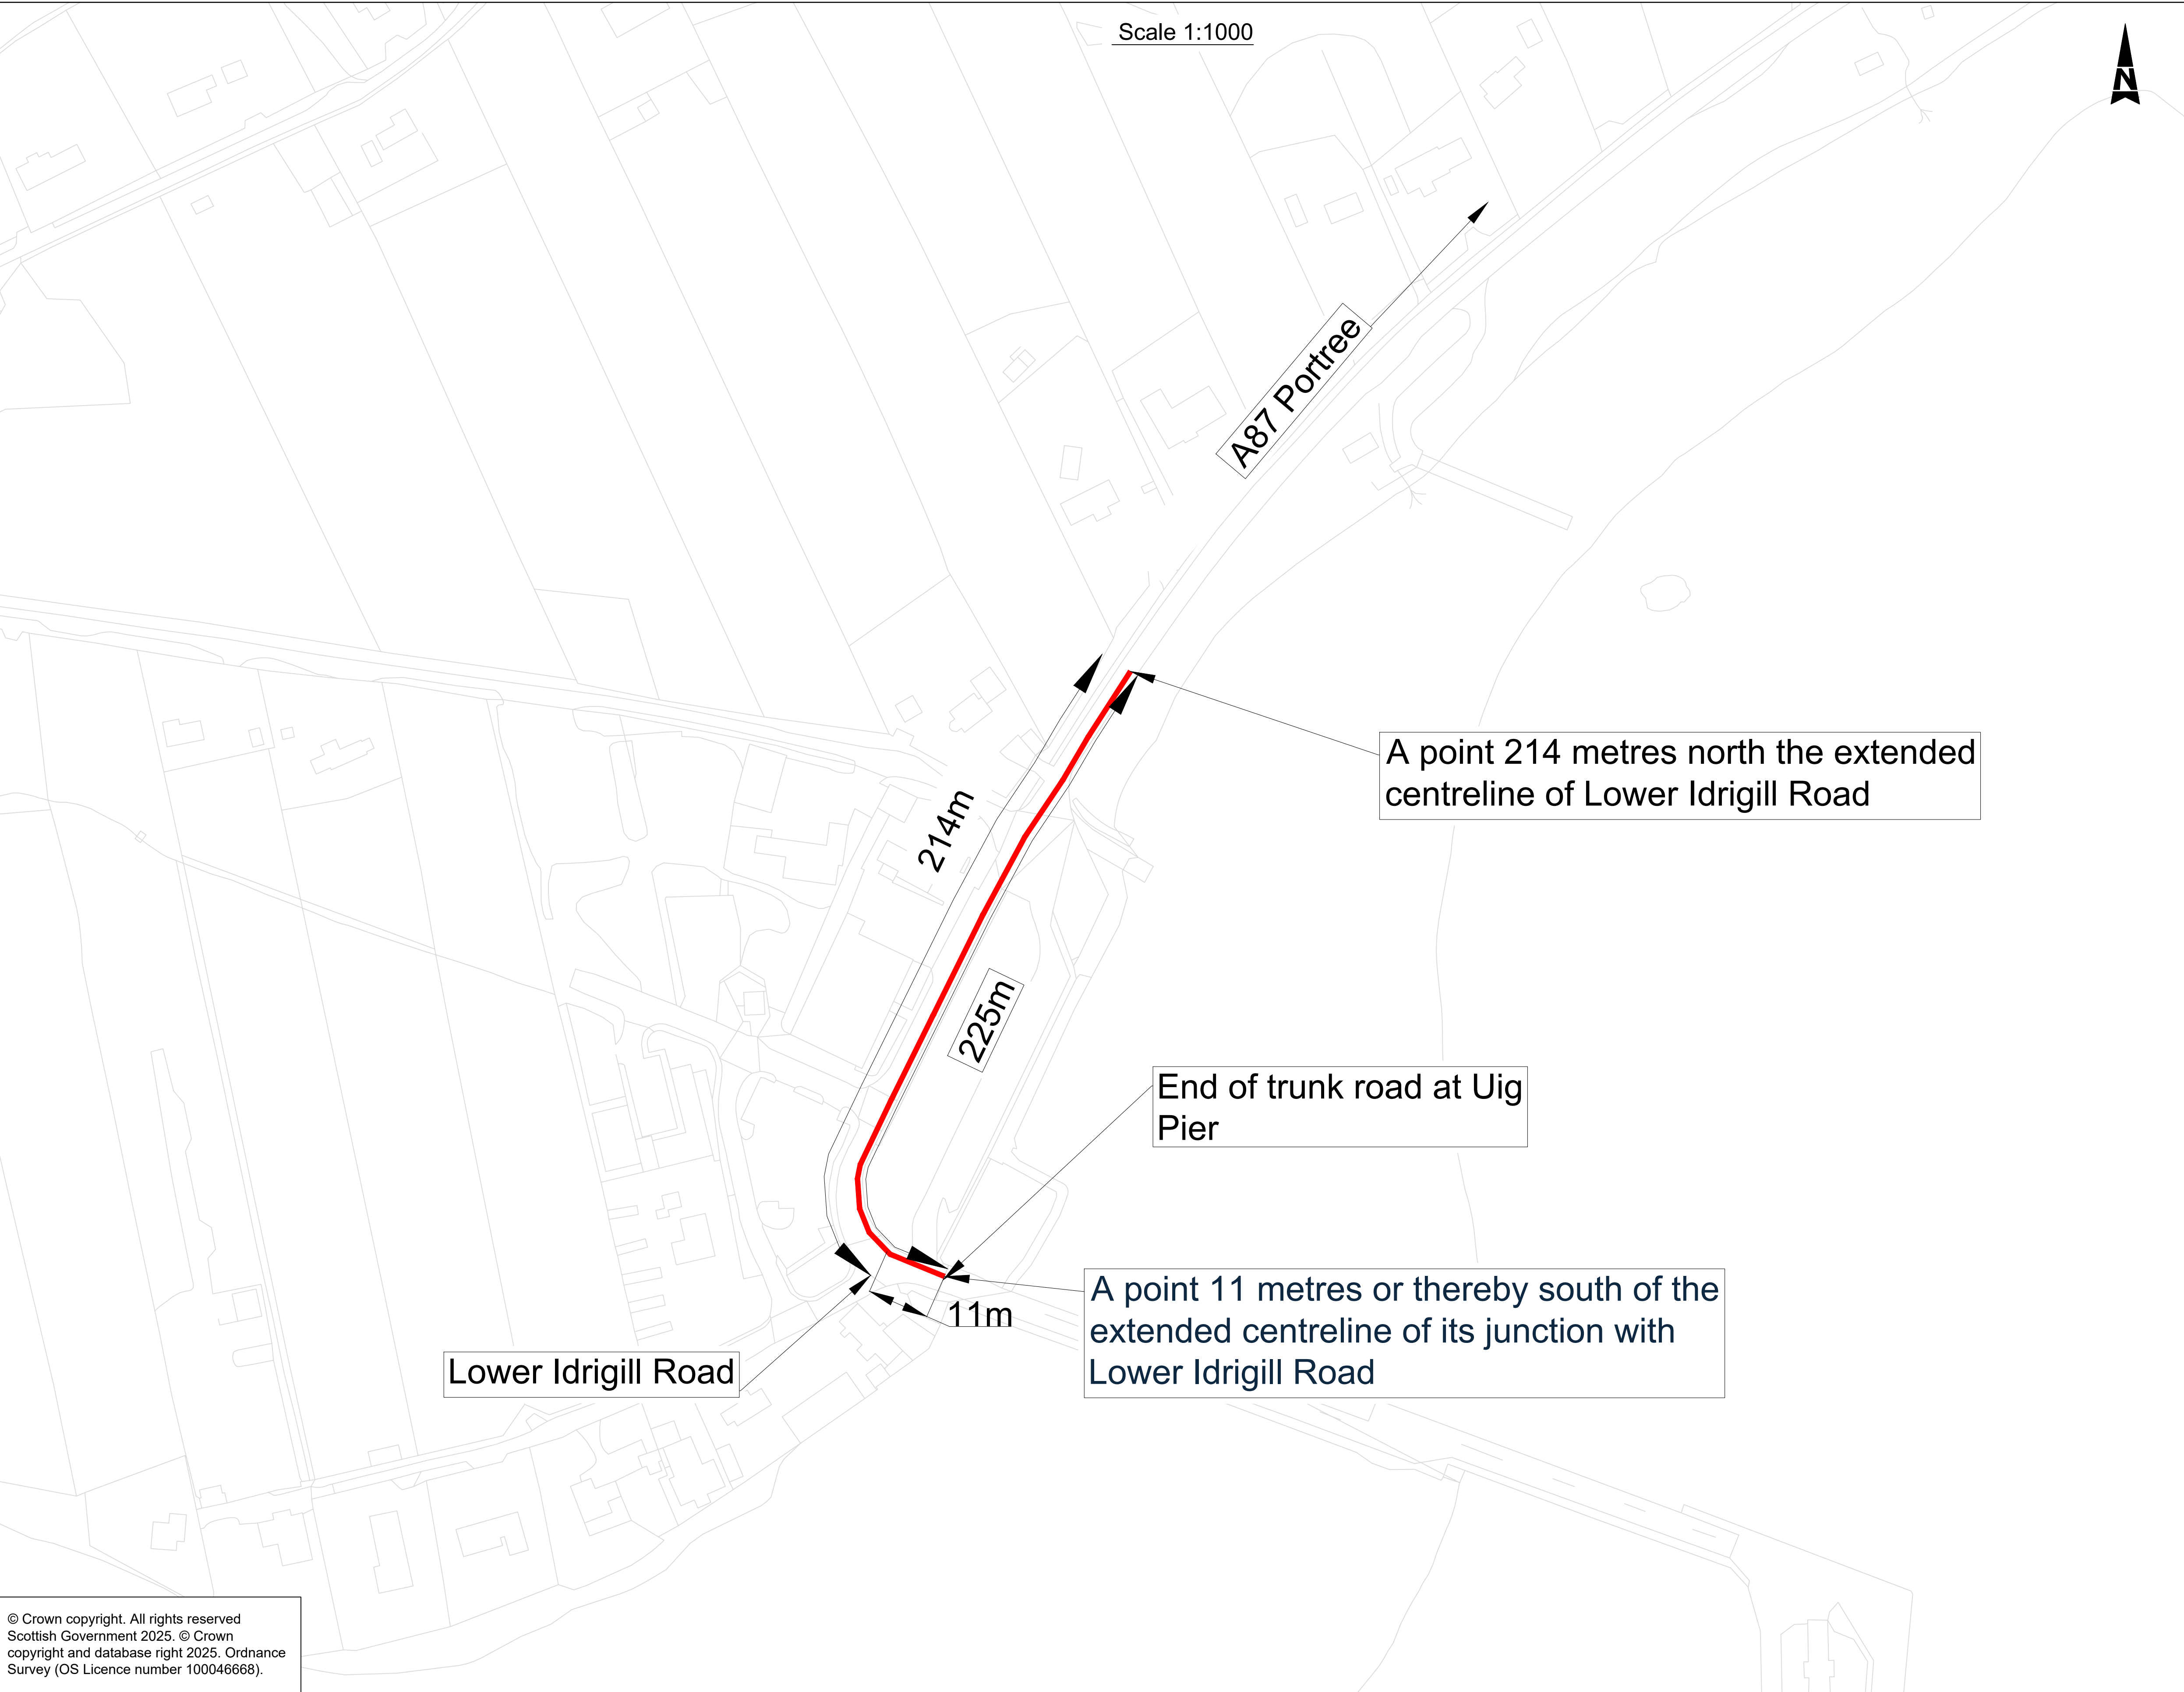 Scale 1:1000
N
A87 Portree
A point 214 metres north the extended
centreline of Lower Idrigill Road
214m
225m
End of trunk road at Uig
Pier
A point 11 metres or thereby south of the
extended centreline of its junction with
Lower Idrigill Road
11m
Lower Idrigill Road
© Crown copyright. All rights reserved
Scottish Government 2025. © Crown
copyright and database right 2025. Ordnance
Survey (OS Licence number 100046668).